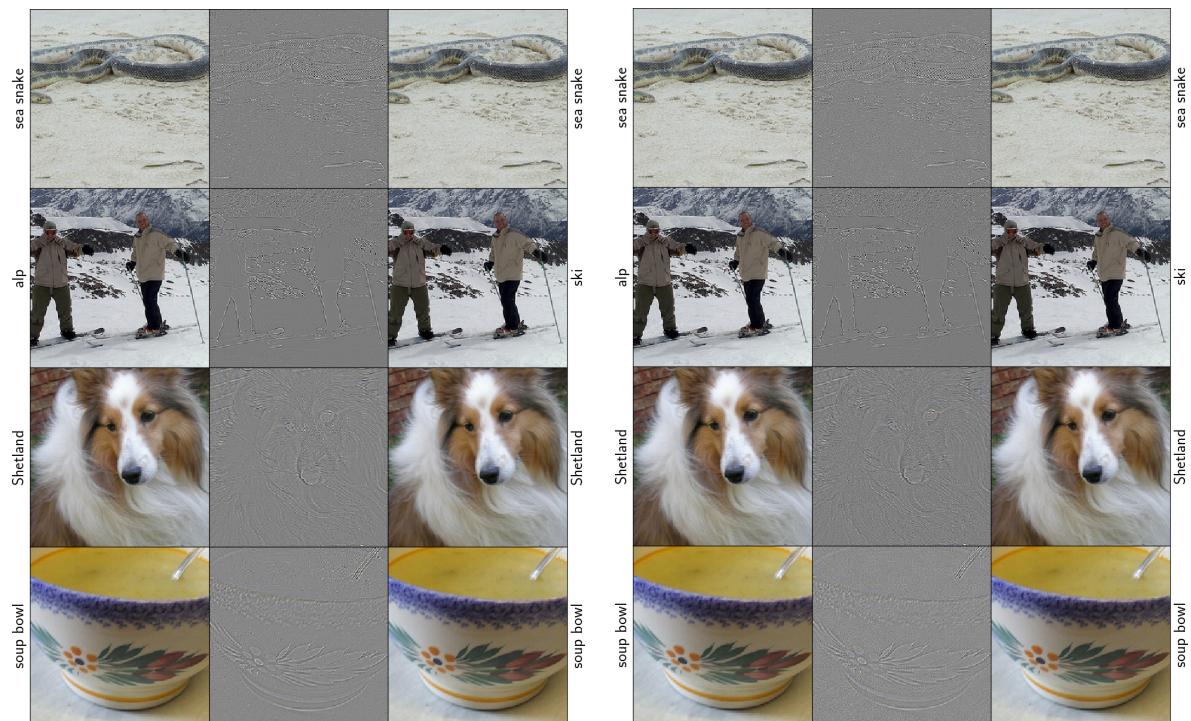 sea snake
sea snake
sea snake
sea snake
alp
ski
alp
ski
Shetland
Shetland
Shetland
Shetland
soup bowl
soup bowl
soup bowl
soup bowl